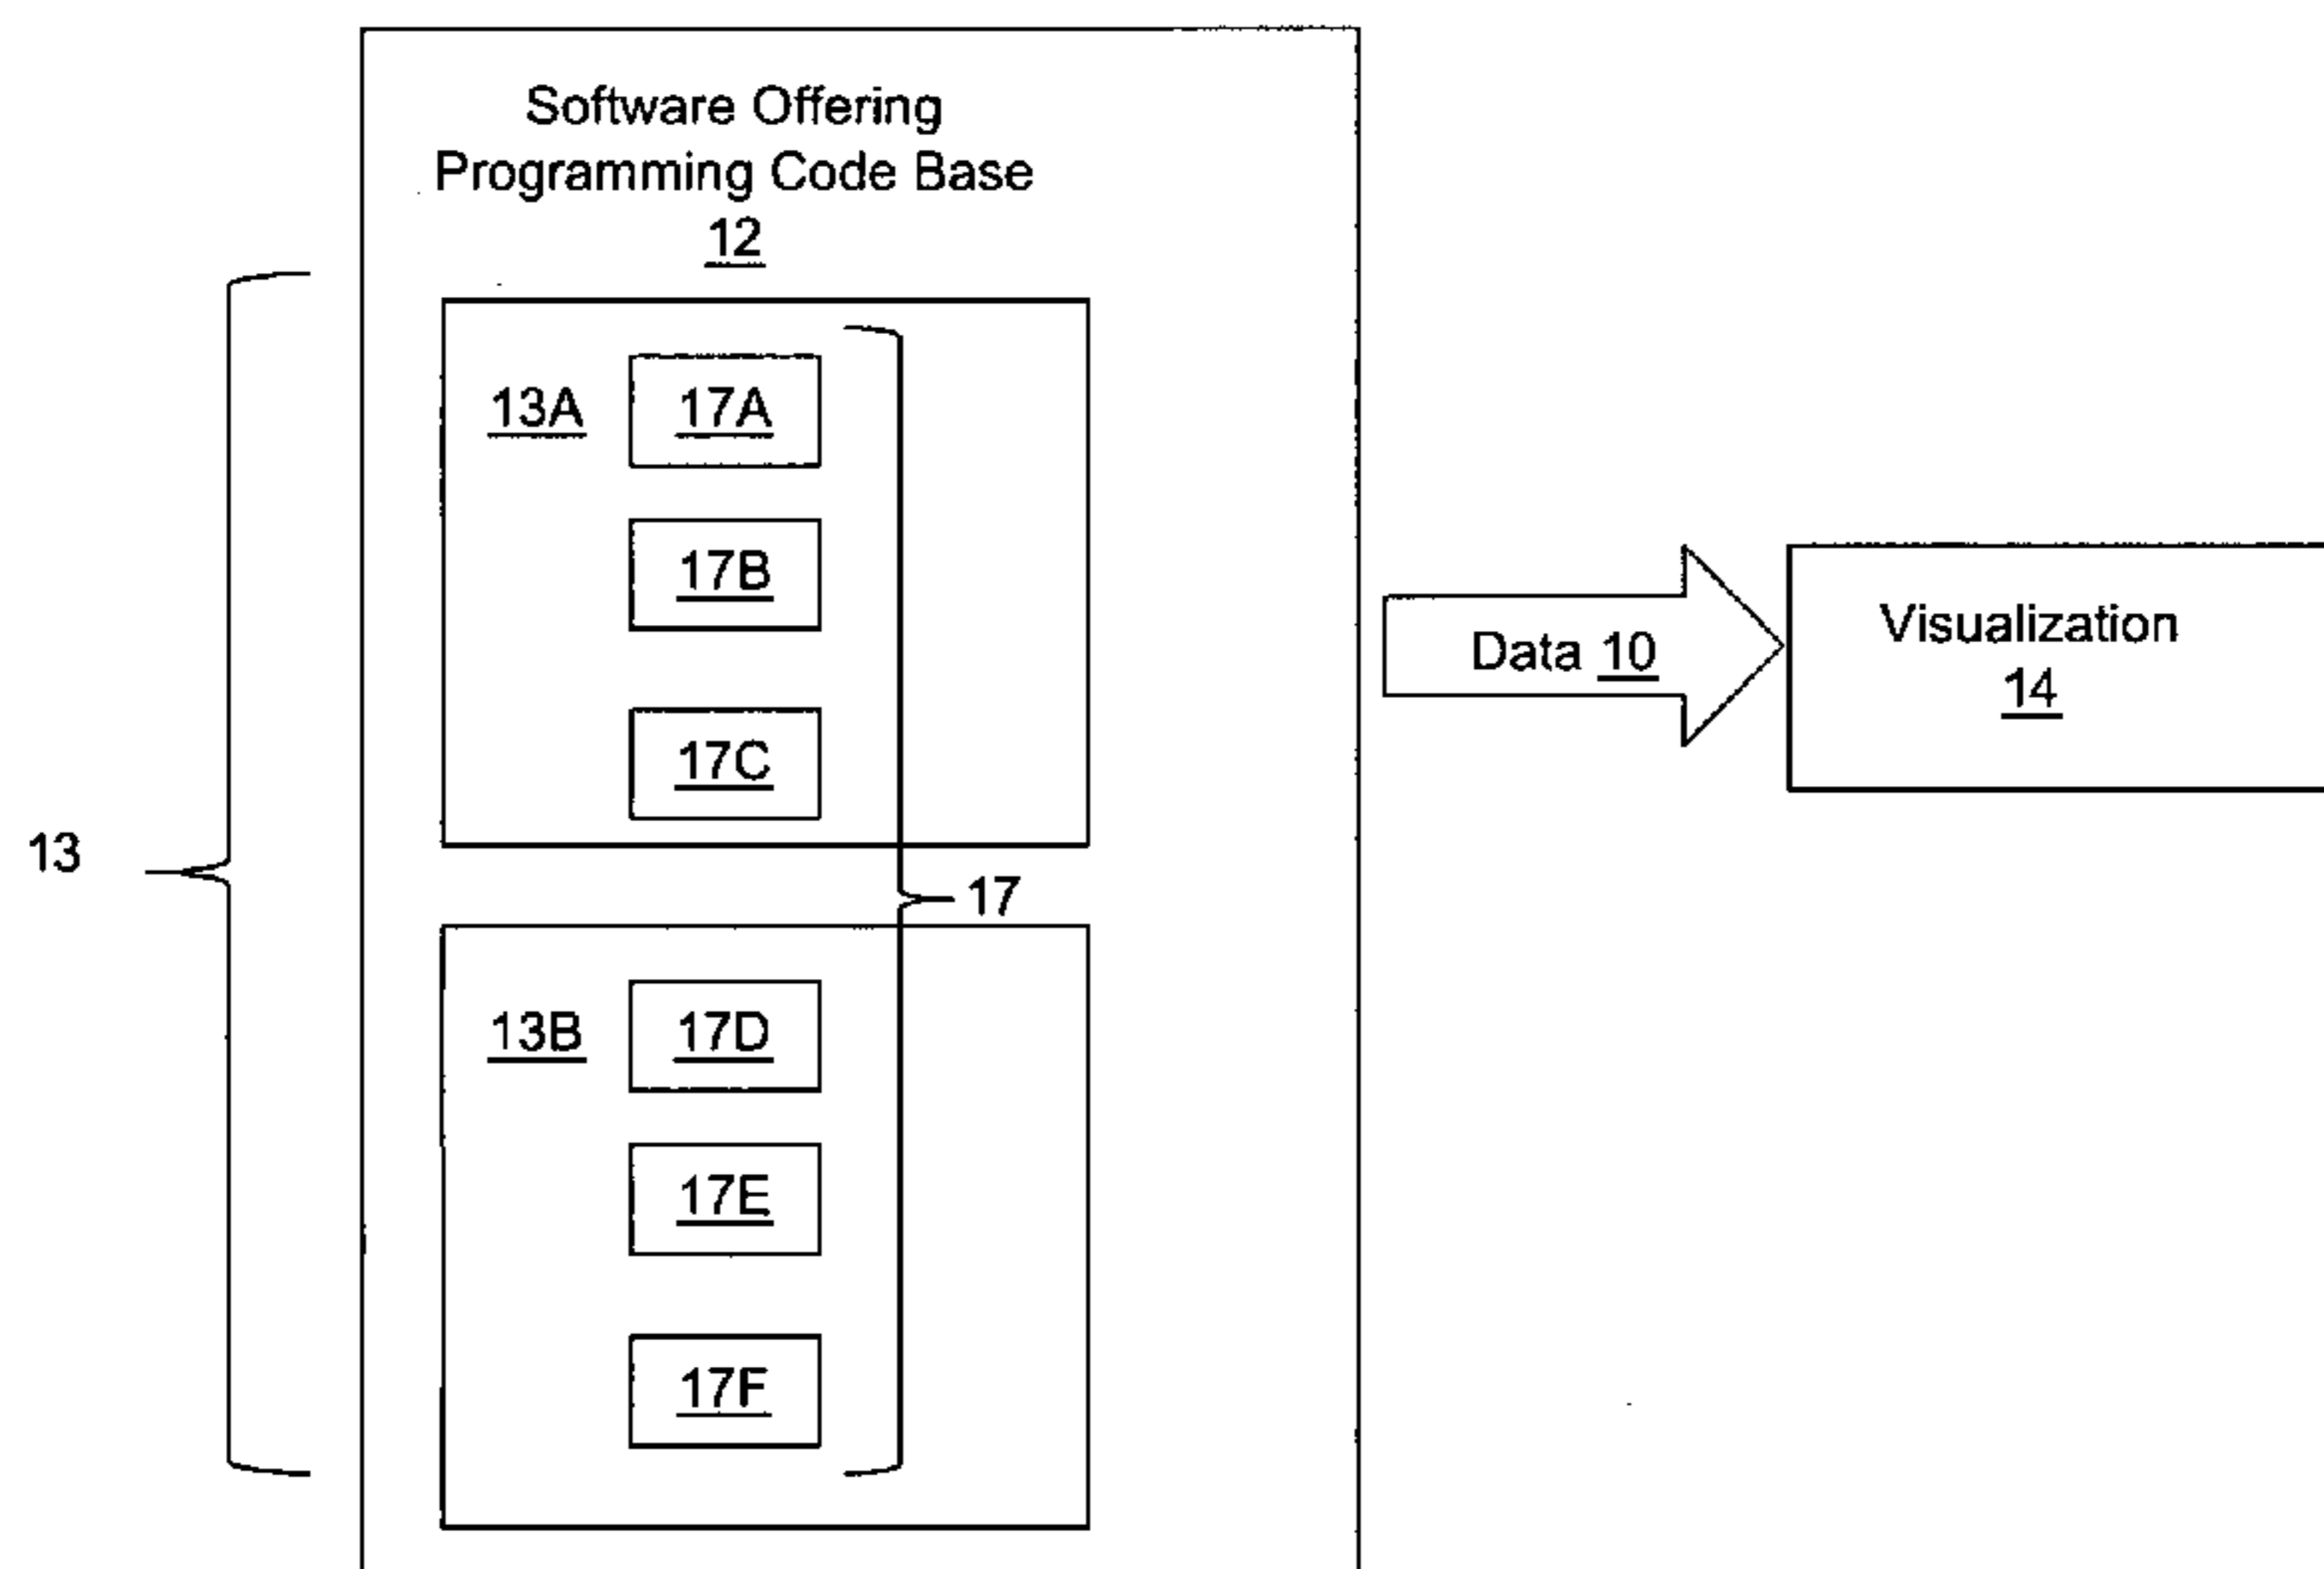 Software Offering
Programming Code Base
12
13A
17A
17B
17C
13
17
13B
17D
17E
17F
Data 10
Visualization
14